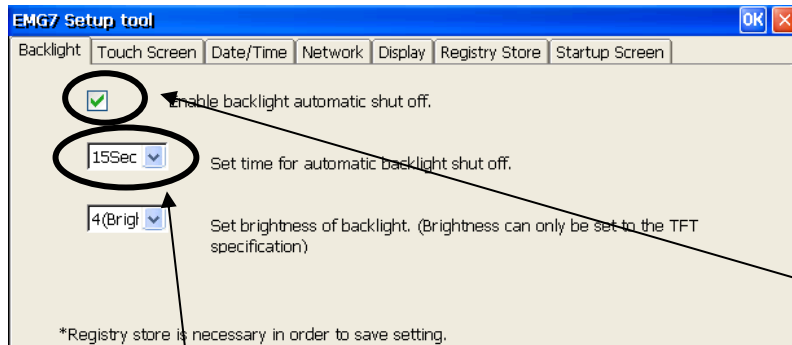 EMG7 Setup tool OK
Backlight Touch Screen Date/Time Network Display Registry Store Startup Screen
Enable backlight automatic shut off.
15Sec Set time for automatic backlight shut off.
4(Brigh Set brightness of backlight. (Brightness can only be set to the TFT
specification)
*Registry store is necessary in order to save setting.